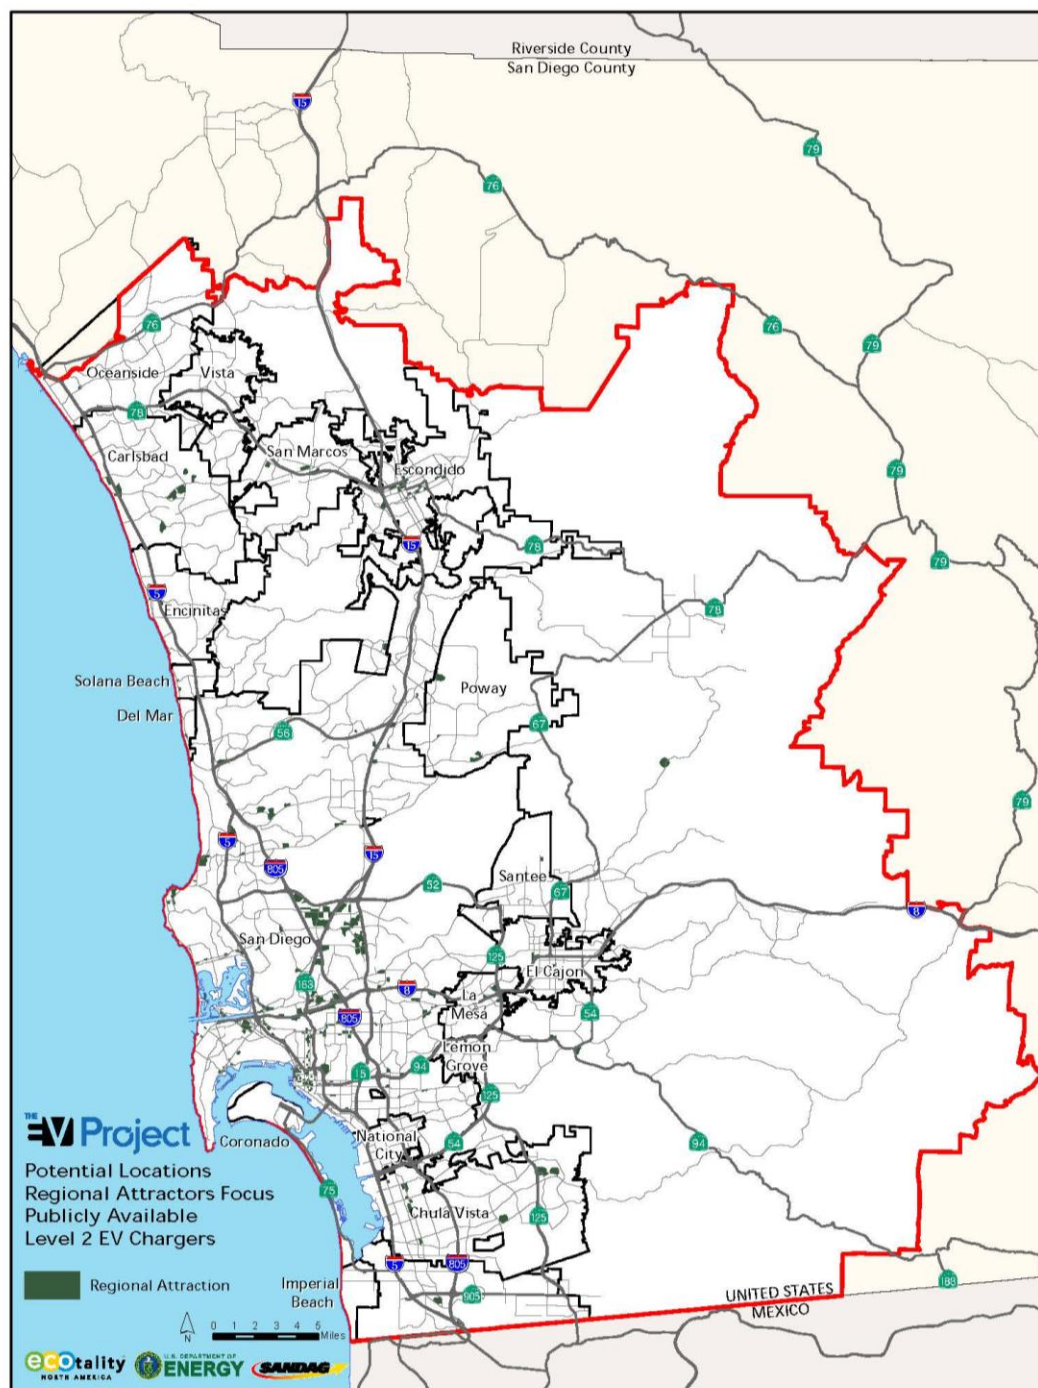 Riverside County
San Diego County
15
79
76
76
76
79
Oceanside
Vista
78
Carlsbad
San Marcos
Escondido
79
15
78
79
5
Encinitas
78
Solana Beach
Poway
Del Mar
67
56
79
5
15
805
Santee
52
67
8
San Diego
125
El Cajon
163
8
La
Mesa
54
805
Lemon
Grove
15
94
125
THE
EV Project
Coronado
National
City
54
94
Potential Locations
Regional Attractors Focus
Publicly Available
Level 2 EV Chargers
75
Chula Vista
125
5
805
Regional Attraction
Imperial
Beach
905
188
UNITED STATES
MEXICO
N
0 1 2 3 4 5
Miles
ecotality
NORTH AMERICA
U.S. DEPARTMENT OF
ENERGY
SANDAG